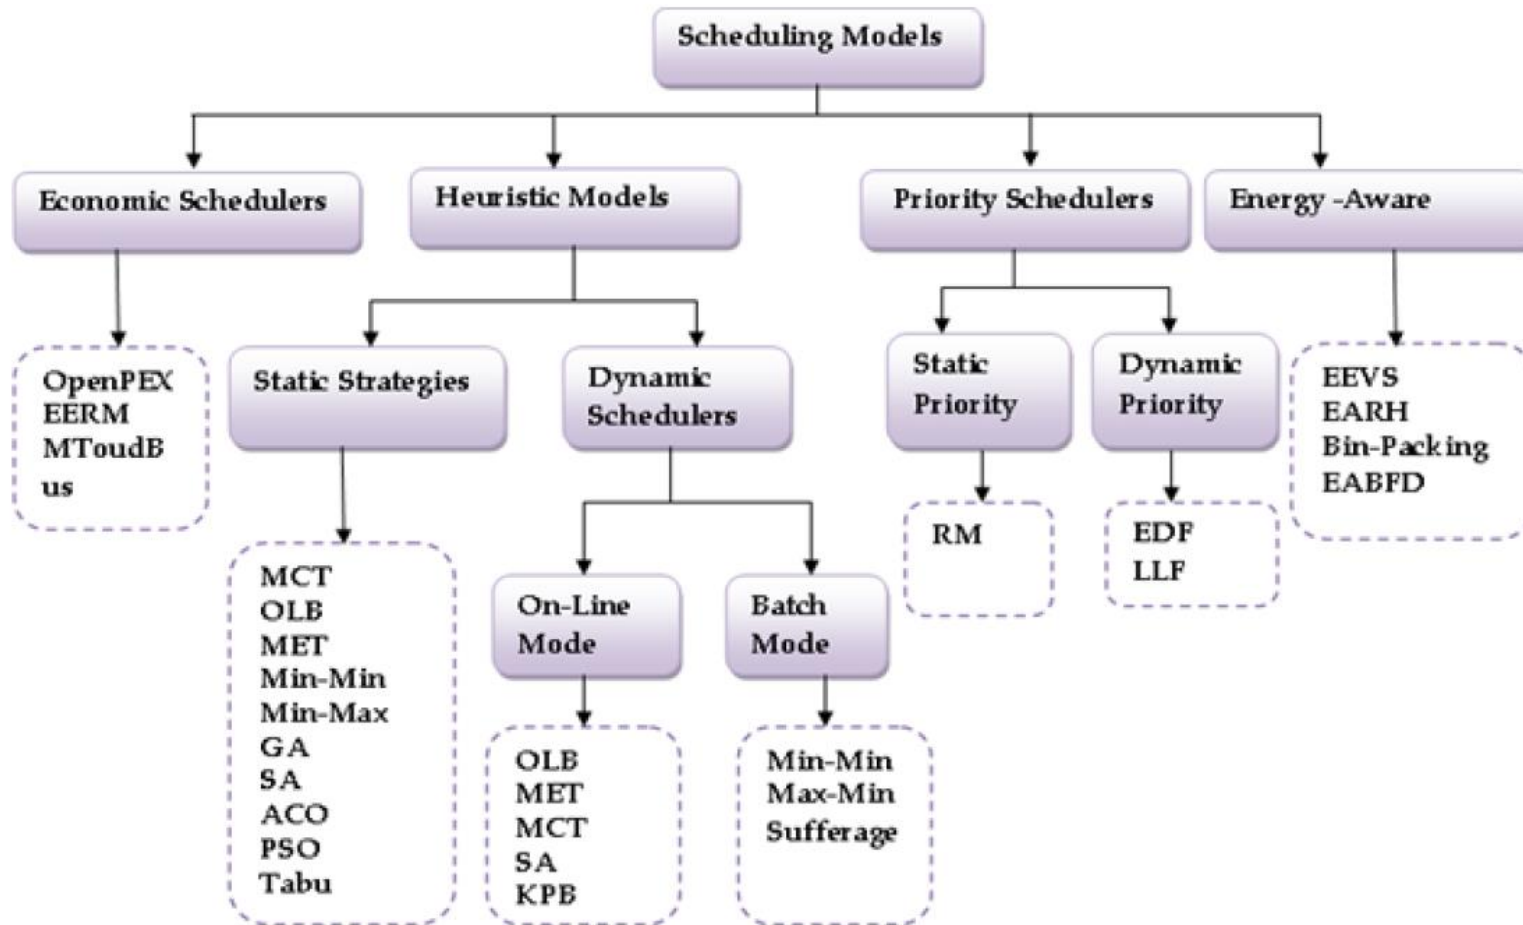 Scheduling Models
Economic Schedulers
Heuristic Models
Priority Schedulers
Energy -Aware
OpenPEX
EERM
MToudB
us
Static Strategies
Dynamic
Schedulers
Static
Priority
Dynamic
Priority
EEVS
EARH
Bin-Packing
EABFD
MCT
OLB
MET
Min-Min
Min-Max
GA
SA
ACO
PSO
Tabu
On-Line
Mode
Batch
Mode
RM
EDF
LLF
OLB
MET
MCT
SA
KPB
Min-Min
Max-Min
Sufferage